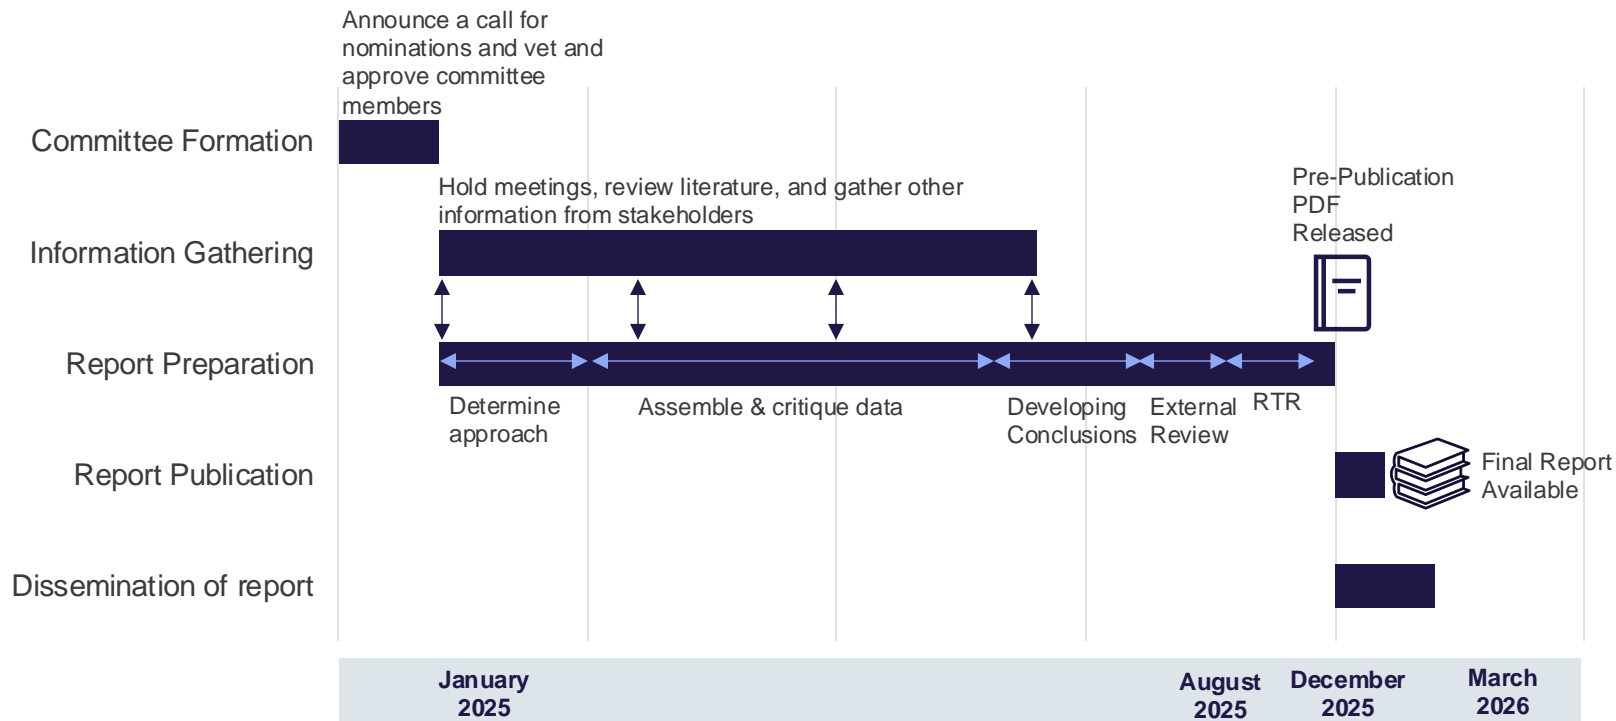 Announce a call for
nominations and vet and
approve committee
members
Committee Formation
Hold meetings, review literature, and gather other
information from stakeholders
Information Gathering
Pre-Publication
PDF
Released
Report Preparation
Determine
approach
Assemble & critique data
Developing
Conclusions
External
Review
RTR
Report Publication
Final Report
Available
Dissemination of report
January
2025
August
2025
December
2025
March
2026